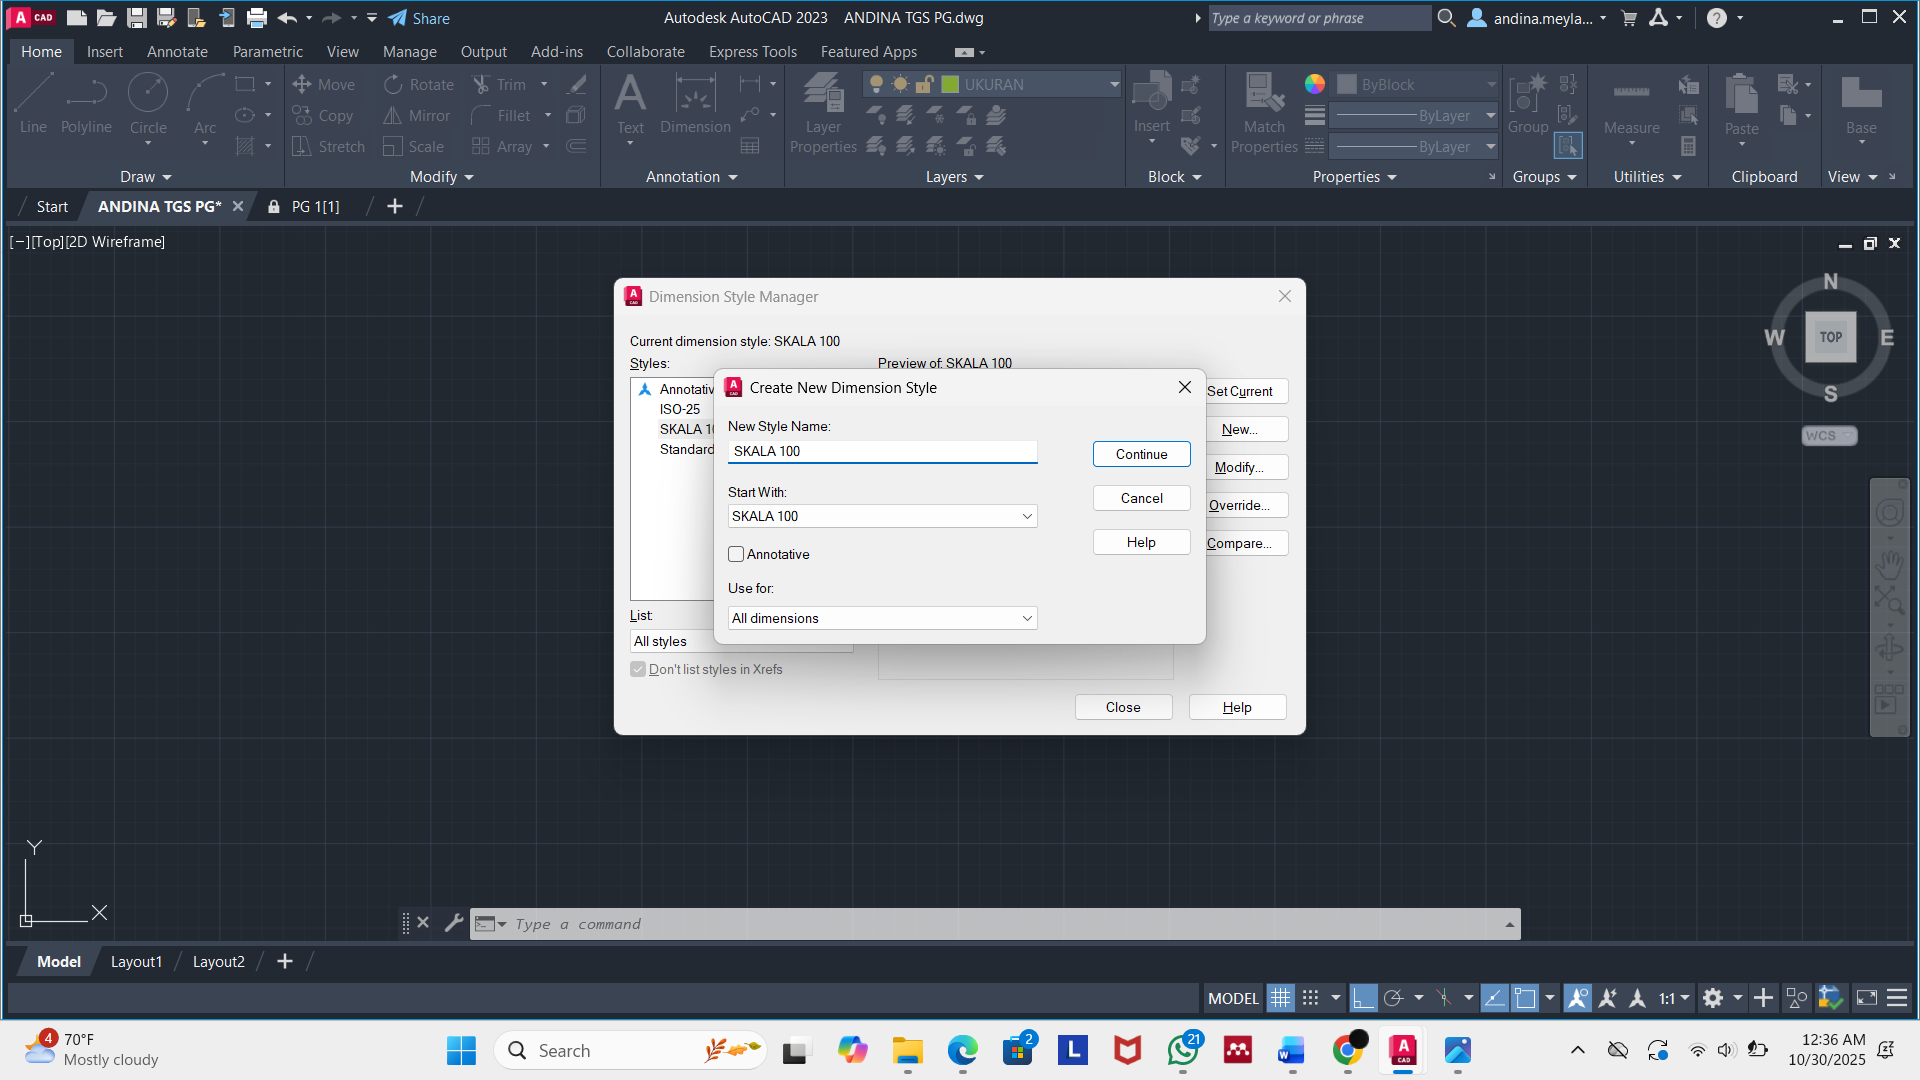 A CAD Share Autodesk AutoCAD 2023 ANDINA TGS PG.dwg Type a keyword or phrase andina.meyla... ?
Home Insert Annotate Parametric View Manage Output Add-ins Collaborate Express Tools Featured Apps
Line Polyline Circle Arc
Move Rotate Trim
Copy Mirror Fillet
Stretch Scale Array
Text Dimension
Layer Properties
UKURAN
Insert
Match Properties
ByBlock
ByLayer
ByLayer
Group Measure Paste Base
Draw Modify Annotation Layers Block Properties Groups Utilities Clipboard View
Start ANDINA TGS PG* PG 1[1]
[−][Top][2D Wireframe]
N
W TOP E
S
WCS
A CAD Dimension Style Manager
Current dimension style: SKALA 100
Styles: Preview of: SKALA 100
Annotativ
ISO-25
SKALA 10
Standard
Set Current
New...
Modify...
Override...
Compare...
A CAD Create New Dimension Style
New Style Name:
SKALA 100 Continue
Start With: Cancel
SKALA 100
Help
Annotative
Use for:
All dimensions
List:
All styles
Don't list styles in Xrefs
Close Help
Y
X
Type a command
Model Layout1 Layout2
MODEL 1:1
4 70°F
Mostly cloudy
Search
2 L 21 W A CAD
12:36 AM
10/30/2025